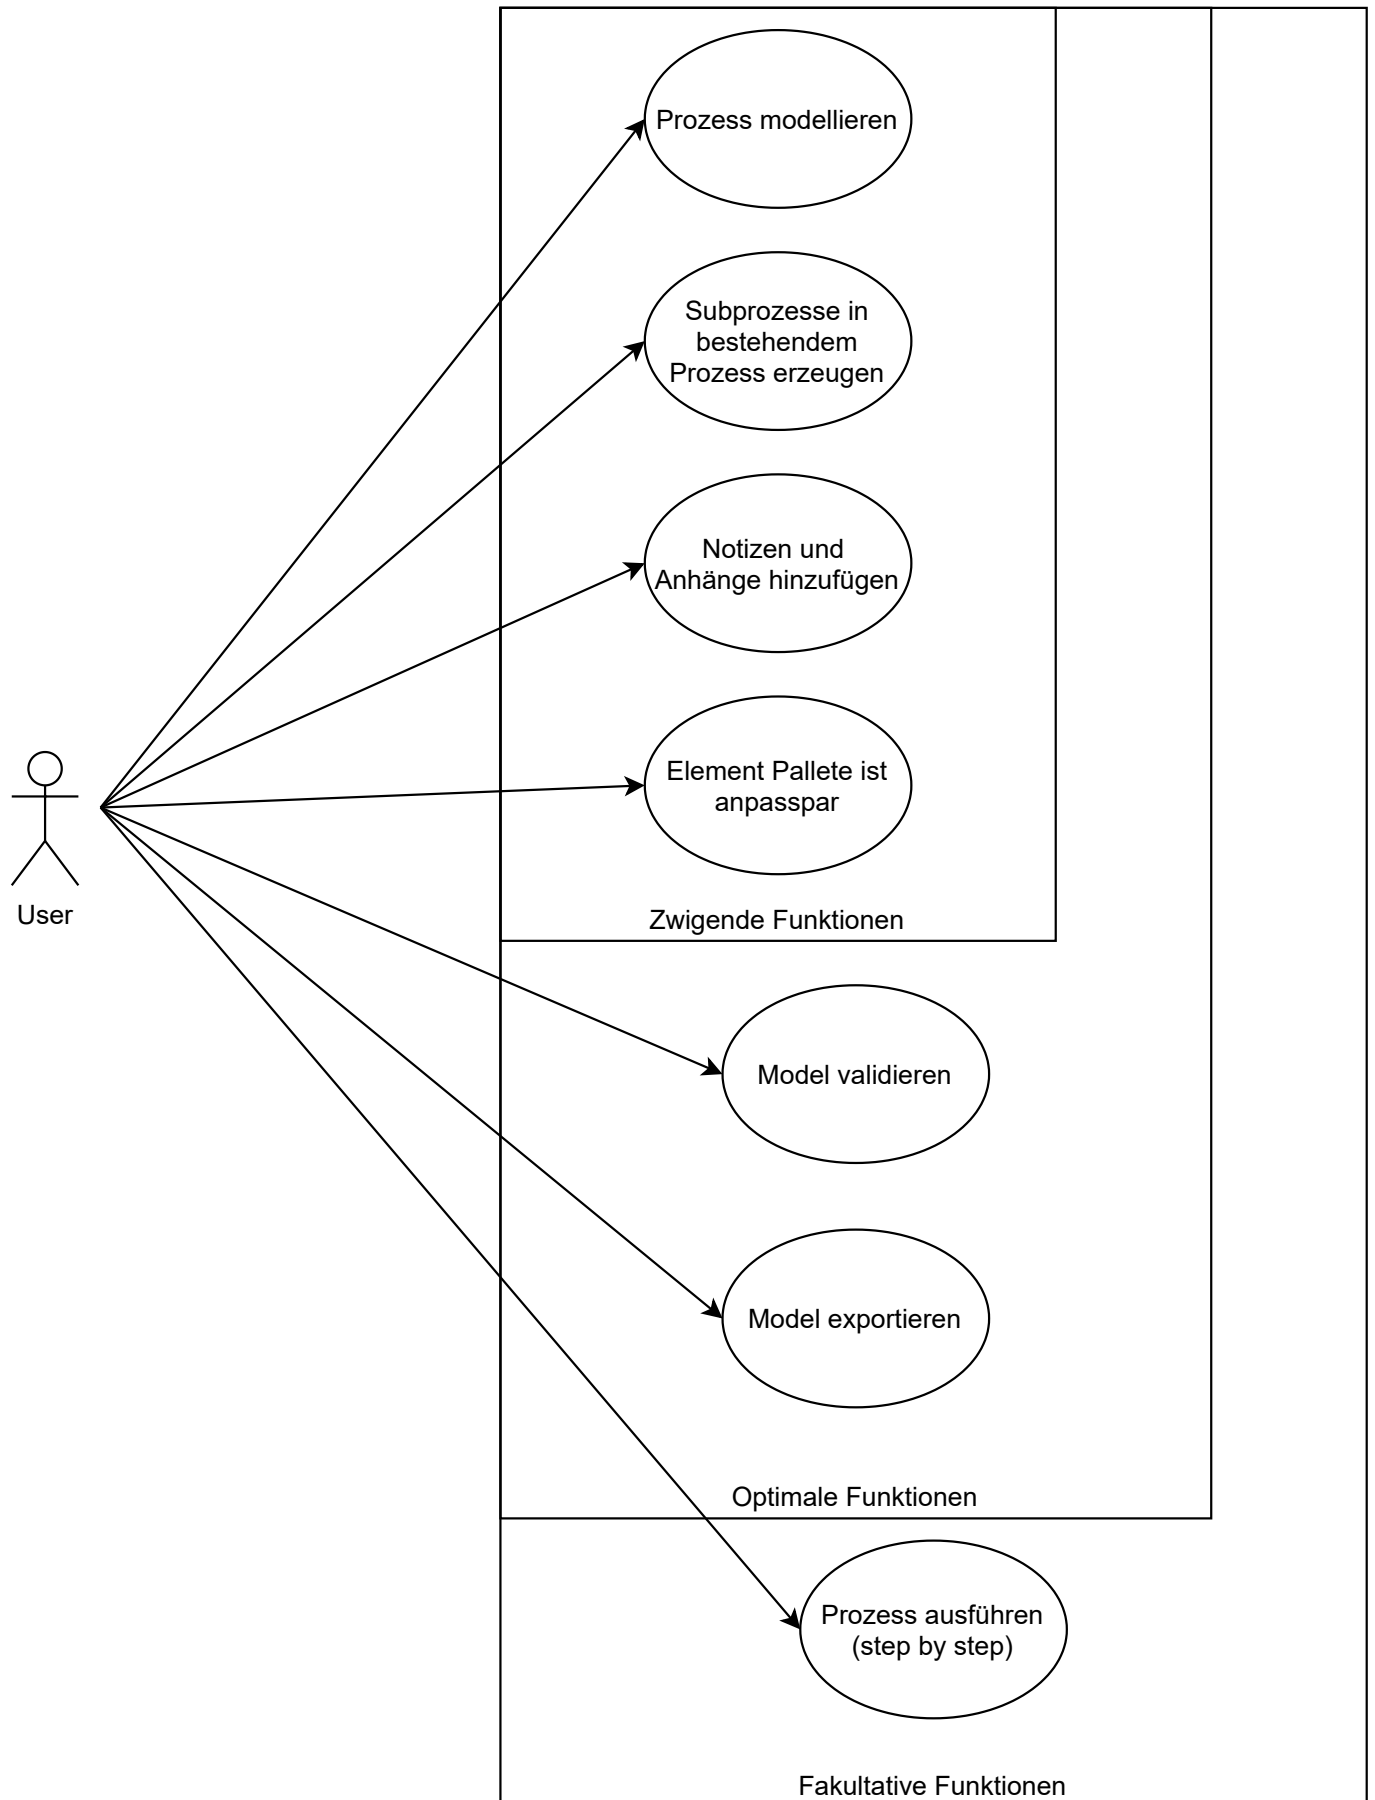 Prozess modellieren
Subprozesse in
bestehendem
Prozess erzeugen
Notizen und
Anhänge hinzufügen
Element Pallete ist
anpasspar
User
Zwigende Funktionen
Model validieren
Model exportieren
Optimale Funktionen
Prozess ausführen
(step by step)
Fakultative Funktionen